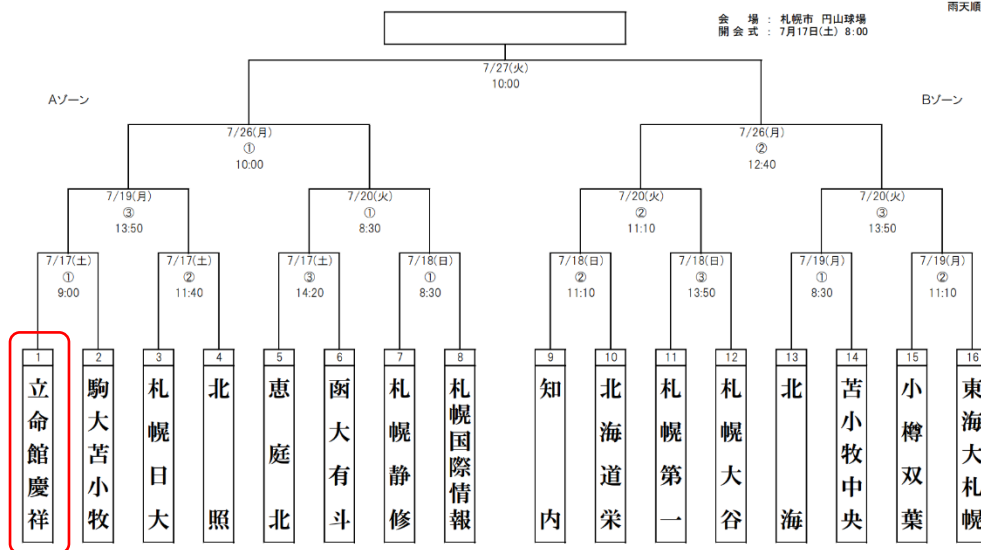 雨天順
会 場 : 札幌市 円山球場
開会式 : 7月17日(土) 8:00
7/27(火)
10:00
Aゾーン
Bゾーン
7/26(月)
①
10:00
7/26(月)
②
12:40
7/19(月)
③
13:50
7/20(火)
①
8:30
7/20(火)
②
11:10
7/20(火)
③
13:50
7/17(土)
①
9:00
7/17(土)
②
11:40
7/17(土)
③
14:20
7/18(日)
①
8:30
7/18(日)
②
11:10
7/18(日)
③
13:50
7/19(月)
①
8:30
7/19(月)
②
11:10
1
立命館慶祥
2
駒大苫小牧
3
札幌日大
4
北照
5
恵庭北
6
函大有斗
7
札幌静修
8
札幌国際情報
9
知内
10
北海道栄
11
札幌第一
12
札幌大谷
13
北海
14
苫小牧中央
15
小樽双葉
16
東海大札幌